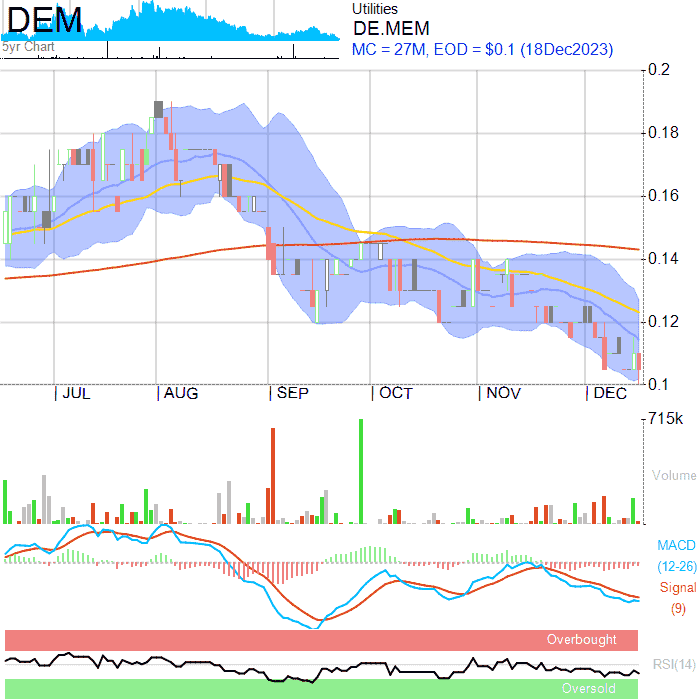 DEM
5yr Chart
Utilities
DE.MEM
MC = 27M, EOD = $0.1 (18Dec2023)
0.2
0.18
0.16
0.14
0.12
0.1
JUL AUG SEP OCT NOV DEC
715k
Volume
MACD
(12-26)
Signal
(9)
Overbought
RSI(14)
Oversold